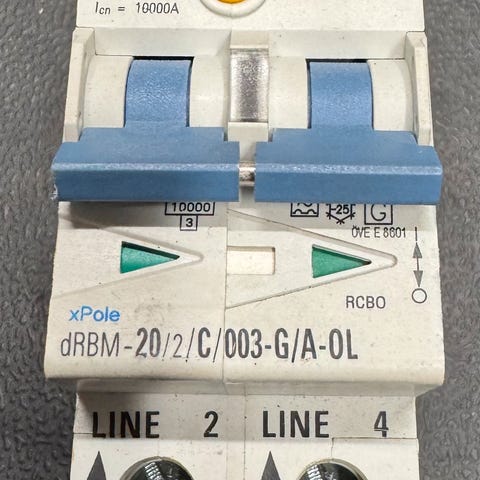 Icn = 10000A
10000
3
-25
G
ÖVE E 8601
RCBO
xPole
dRBM-20/2/C/003-G/A-OL
LINE 2 LINE 4